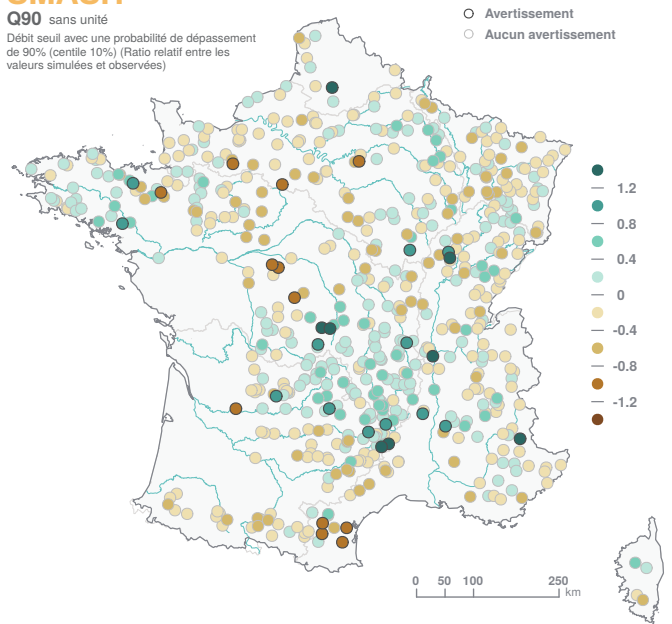 SMASH
Q90 sans unité
Débit seuil avec une probabilité de dépassement
de 90% (centile 10%) (Ratio relatif entre les
valeurs simulées et observées)
Avertissement
Aucun avertissement
1.2
0.8
0.4
0
-0.4
-0.8
-1.2
0 50 100 250
km